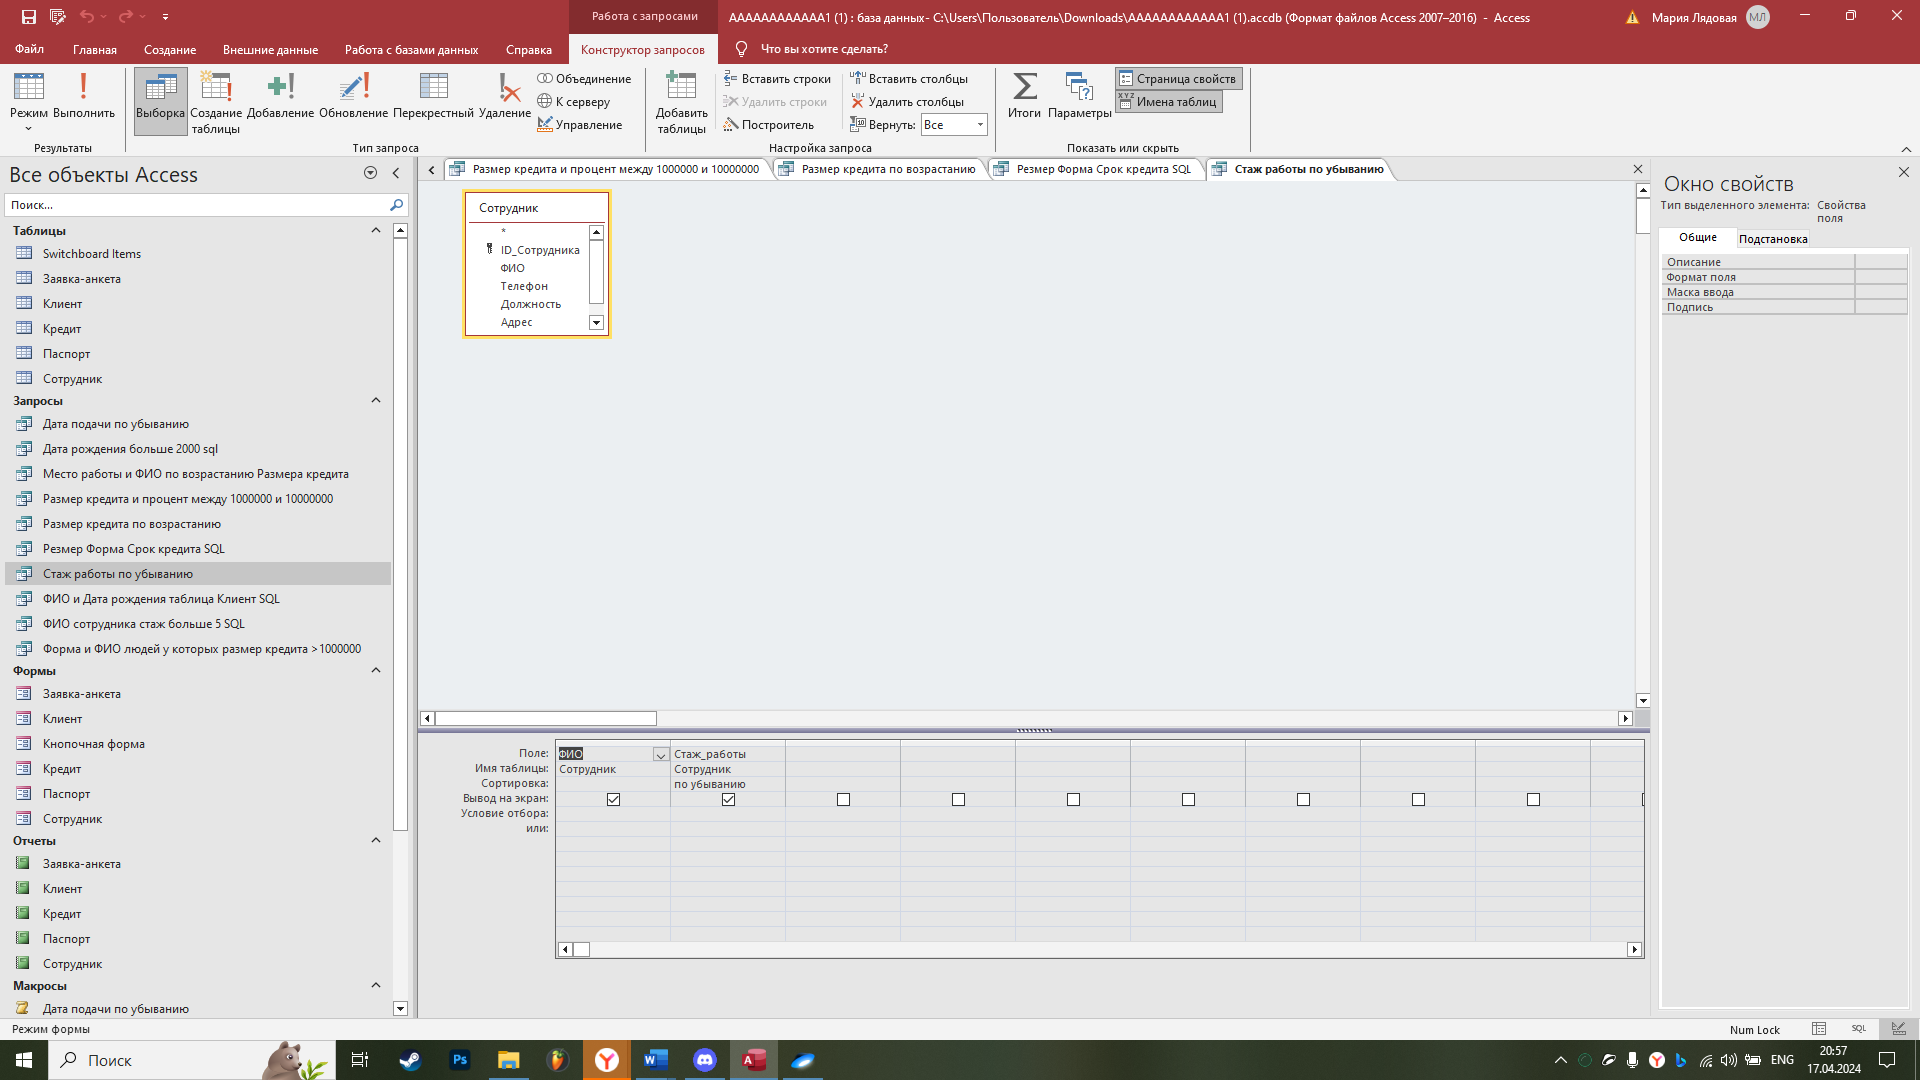 Работа с запросами
АААААААААААА1 (1) : база данных- C:\Users\Пользователь\Downloads\АААААААААААА1 (1).accdb (Формат файлов Access 2007–2016) - Access
Мария Лядовая
МЛ
Файл
Главная
Создание
Внешние данные
Работа с базами данных
Справка
Конструктор запросов
Что вы хотите сделать?
Режим
Выполнить
Результаты
Выборка
Создание таблицы
Добавление
Обновление
Перекрестный
Удаление
Объединение
К серверу
Управление
Тип запроса
Добавить таблицы
Вставить строки
Удалить строки
Построитель
Вставить столбцы
Удалить столбцы
Вернуть:
Все
Настройка запроса
Итоги
Параметры
Страница свойств
Имена таблиц
Показать или скрыть
Все объекты Access
Поиск...
Таблицы
Switchboard Items
Заявка-анкета
Клиент
Кредит
Паспорт
Сотрудник
Запросы
Дата подачи по убыванию
Дата рождения больше 2000 sql
Место работы и ФИО по возрастанию Размера кредита
Размер кредита и процент между 1000000 и 10000000
Размер кредита по возрастанию
Резмер Форма Срок кредита SQL
Стаж работы по убыванию
ФИО и Дата рождения таблица Клиент SQL
ФИО сотрудника стаж больше 5 SQL
Форма и ФИО людей у которых размер кредита >1000000
Формы
Заявка-анкета
Клиент
Кнопочная форма
Кредит
Паспорт
Сотрудник
Отчеты
Заявка-анкета
Клиент
Кредит
Паспорт
Сотрудник
Макросы
Дата подачи по убыванию
Размер кредита и процент между 1000000 и 10000000
Размер кредита по возрастанию
Резмер Форма Срок кредита SQL
Стаж работы по убыванию
Сотрудник
*
ID_Сотрудника
ФИО
Телефон
Должность
Адрес
Поле:
ФИО
Стаж_работы
Имя таблицы:
Сотрудник
Сотрудник
Сортировка:
по убыванию
Вывод на экран:
Условие отбора:
или:
Окно свойств
Тип выделенного элемента: Свойства поля
Общие
Подстановка
Описание
Формат поля
Маска ввода
Подпись
Режим формы
Num Lock
SQL
Поиск
ENG
20:57
17.04.2024